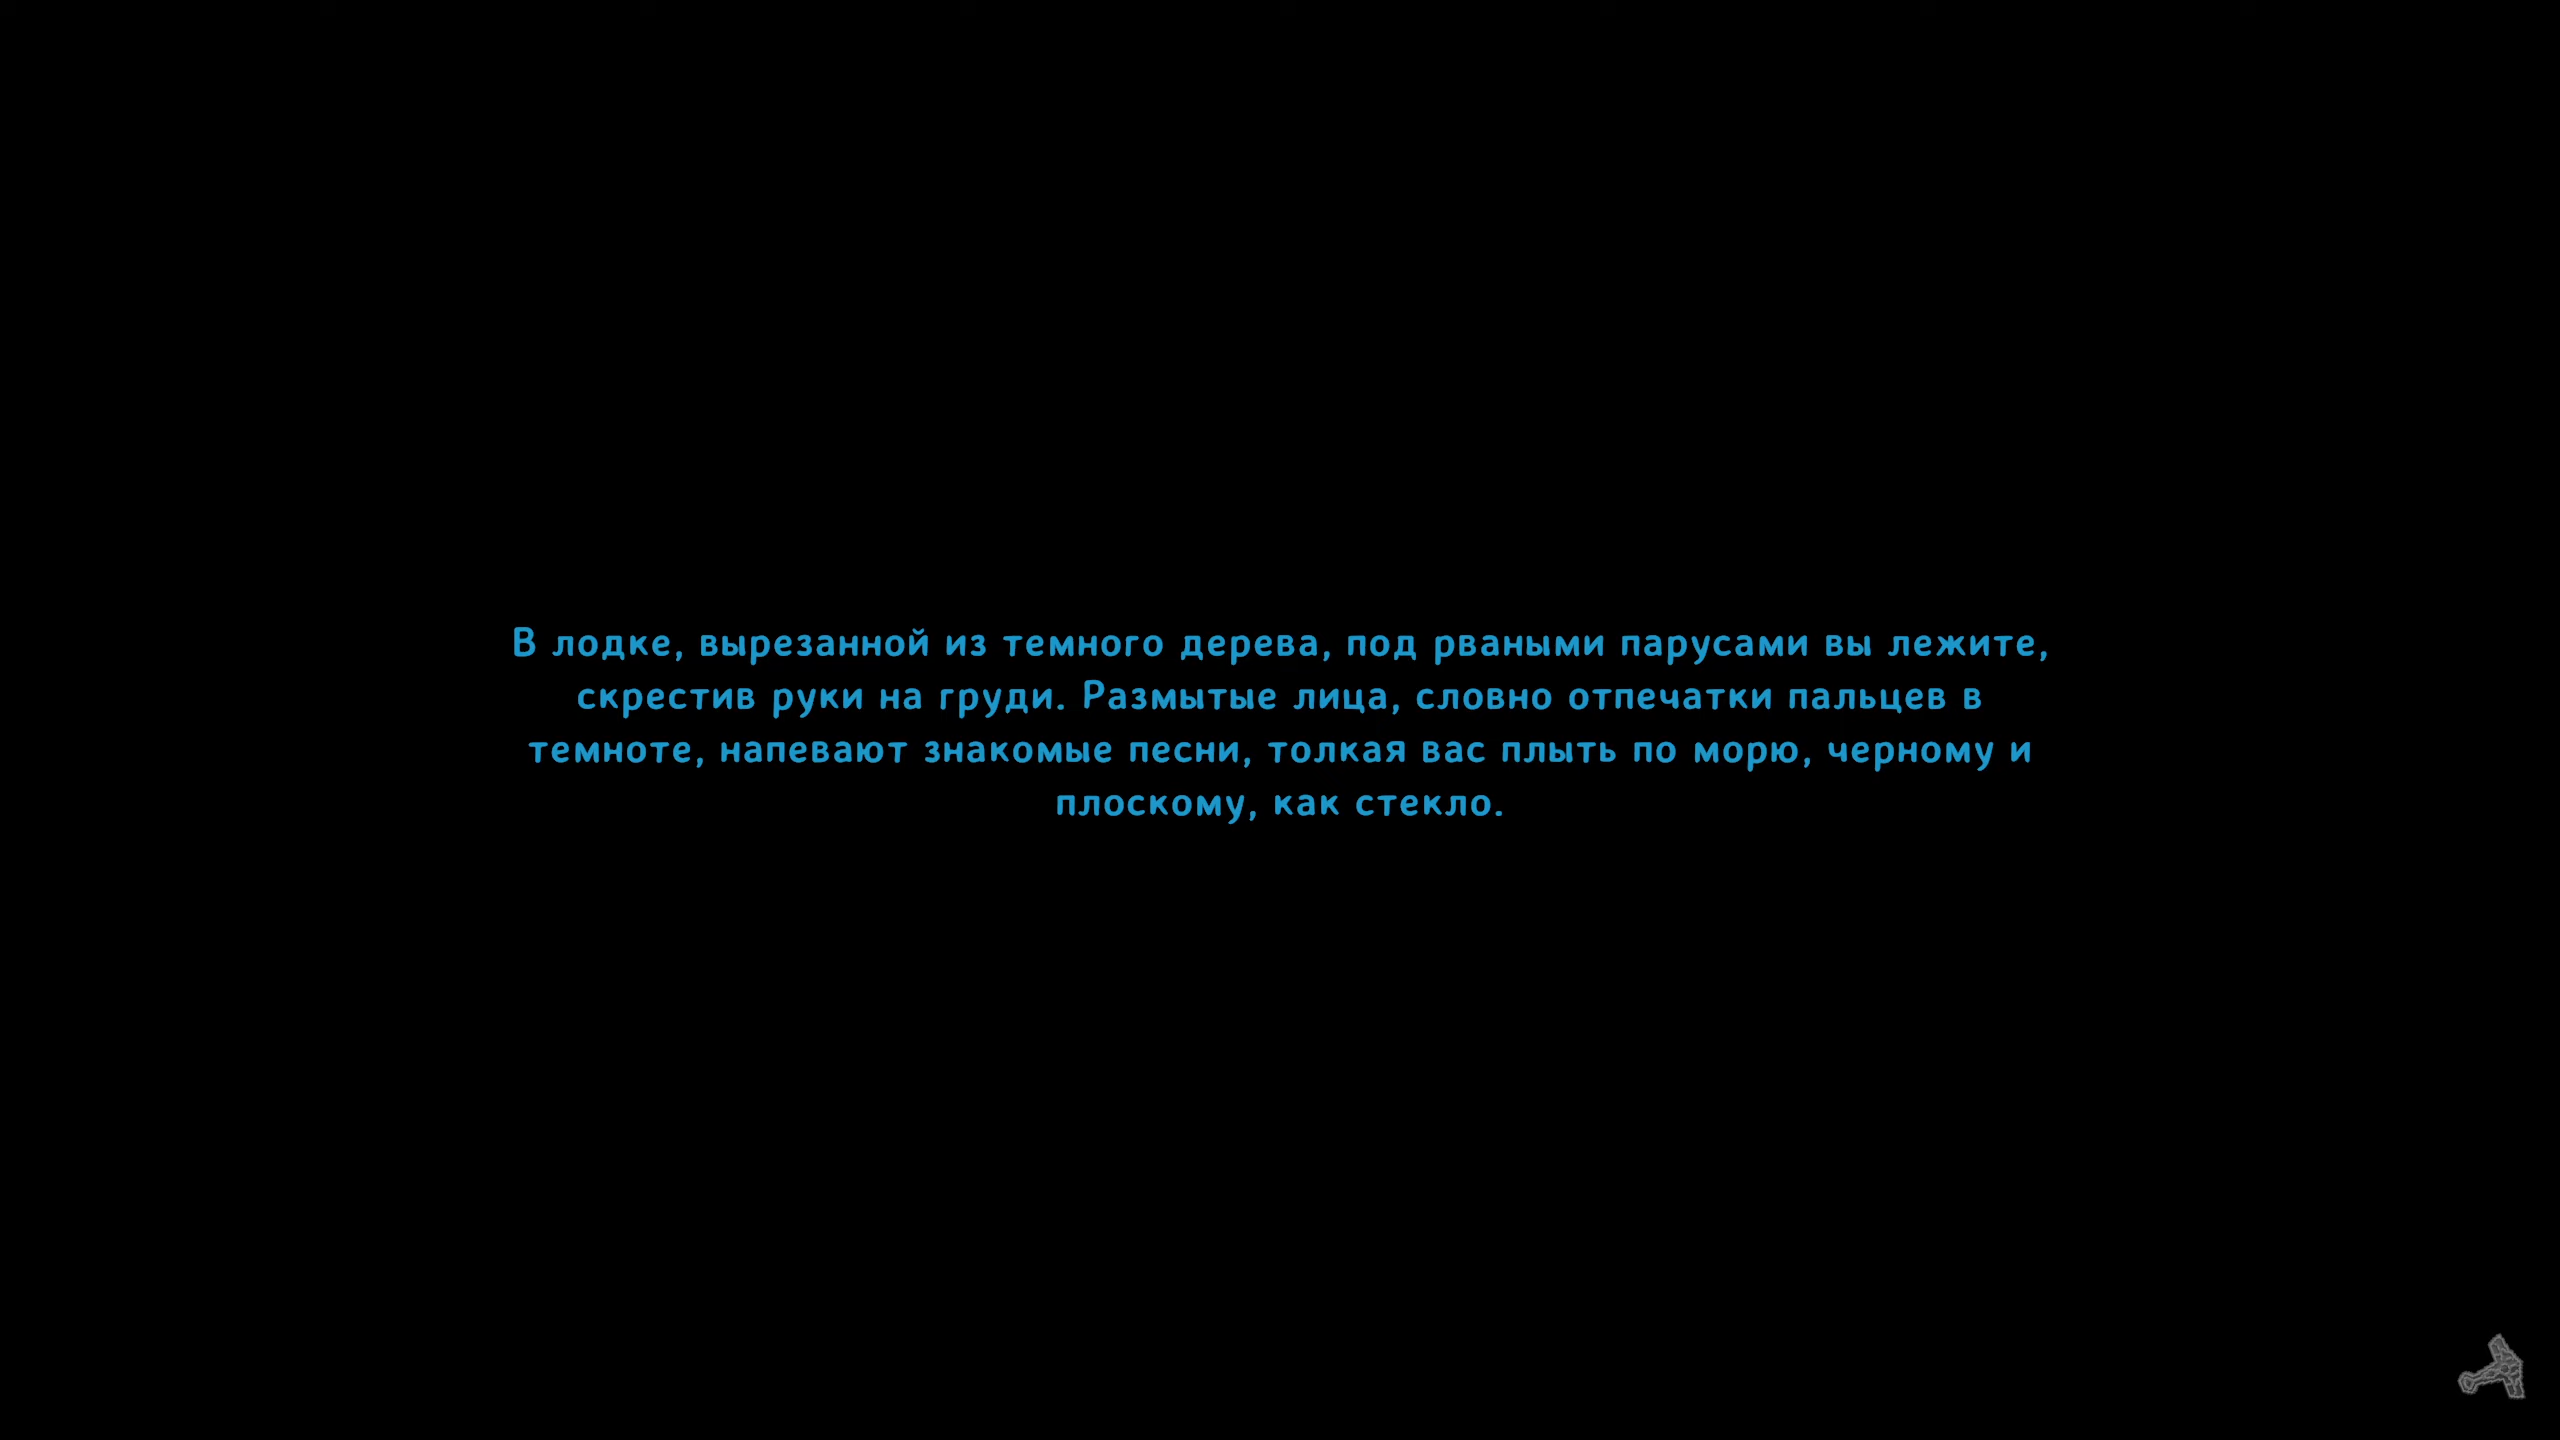 В лодке, вырезанной из темного дерева, под рваными парусами вы лежите,
скрестив руки на груди. Размытые лица, словно отпечатки пальцев в
темноте, напевают знакомые песни, толкая вас плыть по морю, черному и
плоскому, как стекло.